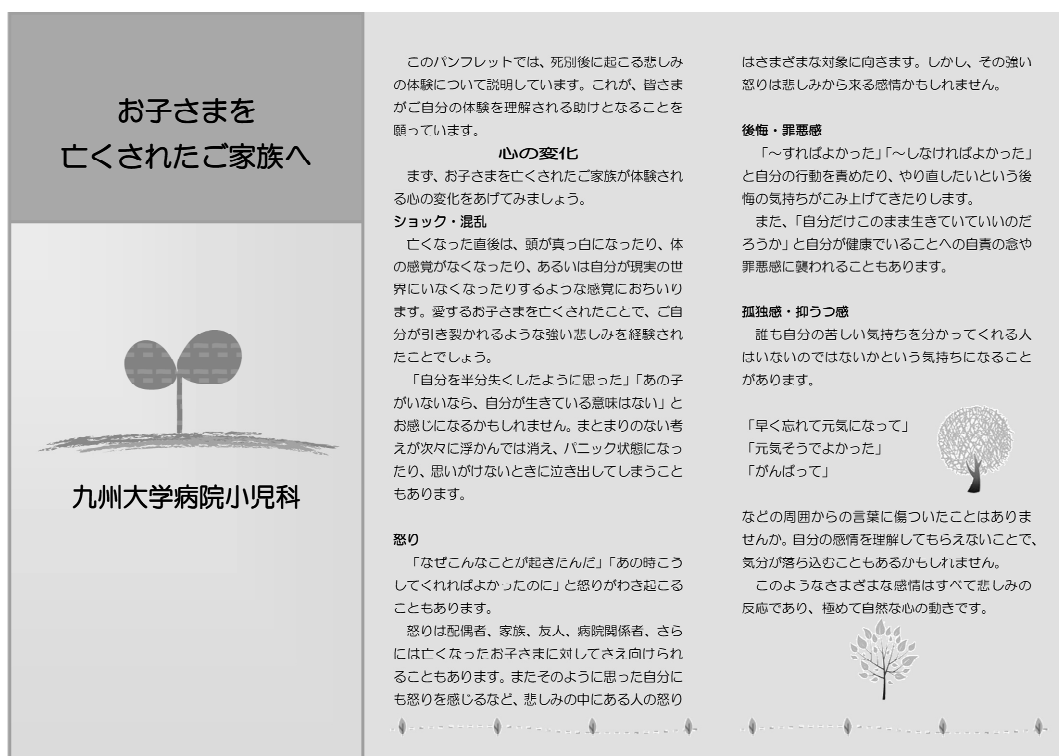 お子さまを
亡くされたご家族へ
九州大学病院小児科
このパンフレットでは、死別後に起こる悲しみ
の体験について説明しています。これが、皆さま
がご自分の体験を理解される助けとなることを
願っています。
心の変化
まず、お子さまを亡くされたご家族が体験され
る心の変化をあげてみましょう。
ショック・混乱
亡くなった直後は、頭が真っ白になったり、体
の感覚がなくなったり、あるいは自分が現実の世
界にいなくなったりするような感覚におちいり
ます。愛するお子さまを亡くされたことで、ご自
分が引き裂かれるような強い悲しみを経験され
たことでしょう。
「自分を半分失くしたように思った」「あの子
がいないなら、自分が生きている意味はない」と
お感じになるかもしれません。まとまりのない考
えが次々に浮かんでは消え、パニック状態になっ
たり、思いがけないときに泣き出してしまうこと
もあります。
怒り
「なぜこんなことが起きたんだ」「あの時こう
してくれればよかったのに」と怒りがわき起こる
こともあります。
怒りは配偶者、家族、友人、病院関係者、さら
には亡くなったお子さまに対してさえ向けられ
ることもあります。またそのように思った自分に
も怒りを感じるなど、悲しみの中にある人の怒り
はさまざまな対象に向きます。しかし、その強い
怒りは悲しみから来る感情かもしれません。
後悔・罪悪感
「～すればよかった」「～しなければよかった」
と自分の行動を責めたり、やり直したいという後
悔の気持ちがこみ上げてきたりします。
また、「自分だけこのまま生きていていいのだ
ろうか」と自分が健康でいることへの自責の念や
罪悪感に襲われることもあります。
孤独感・抑うつ感
誰も自分の苦しい気持ちを分かってくれる人
はいないのではないかという気持ちになること
があります。
「早く忘れて元気になって」
「元気そうでよかった」
「がんばって」
などの周囲からの言葉に傷ついたことはありま
せんか。自分の感情を理解してもらえないことで、
気分が落ち込むこともあるかもしれません。
このようなさまざまな感情はすべて悲しみの
反応であり、極めて自然な心の動きです。